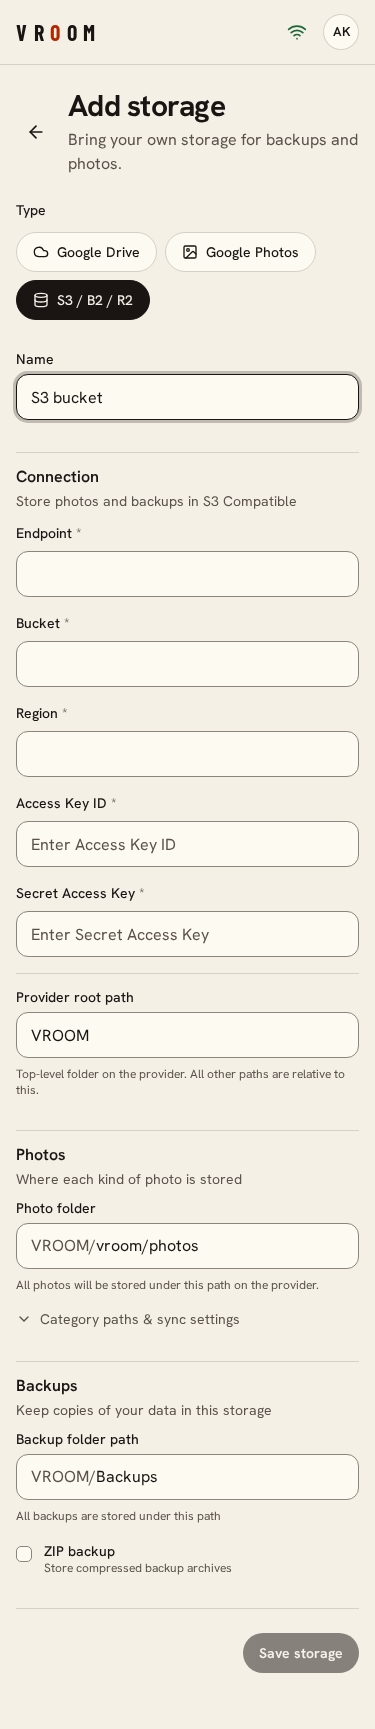 VROOM
AK
Add storage
Bring your own storage for backups and
photos.
Type
Google Drive
Google Photos
S3 / B2 / R2
Name
S3 bucket
Connection
Store photos and backups in S3 Compatible
Endpoint *
Bucket *
Region *
Access Key ID *
Enter Access Key ID
Secret Access Key *
Enter Secret Access Key
Provider root path
VROOM
Top-level folder on the provider. All other paths are relative to
this.
Photos
Where each kind of photo is stored
Photo folder
VROOM/vroom/photos
All photos will be stored under this path on the provider.
Category paths & sync settings
Backups
Keep copies of your data in this storage
Backup folder path
VROOM/Backups
All backups are stored under this path
ZIP backup
Store compressed backup archives
Save storage